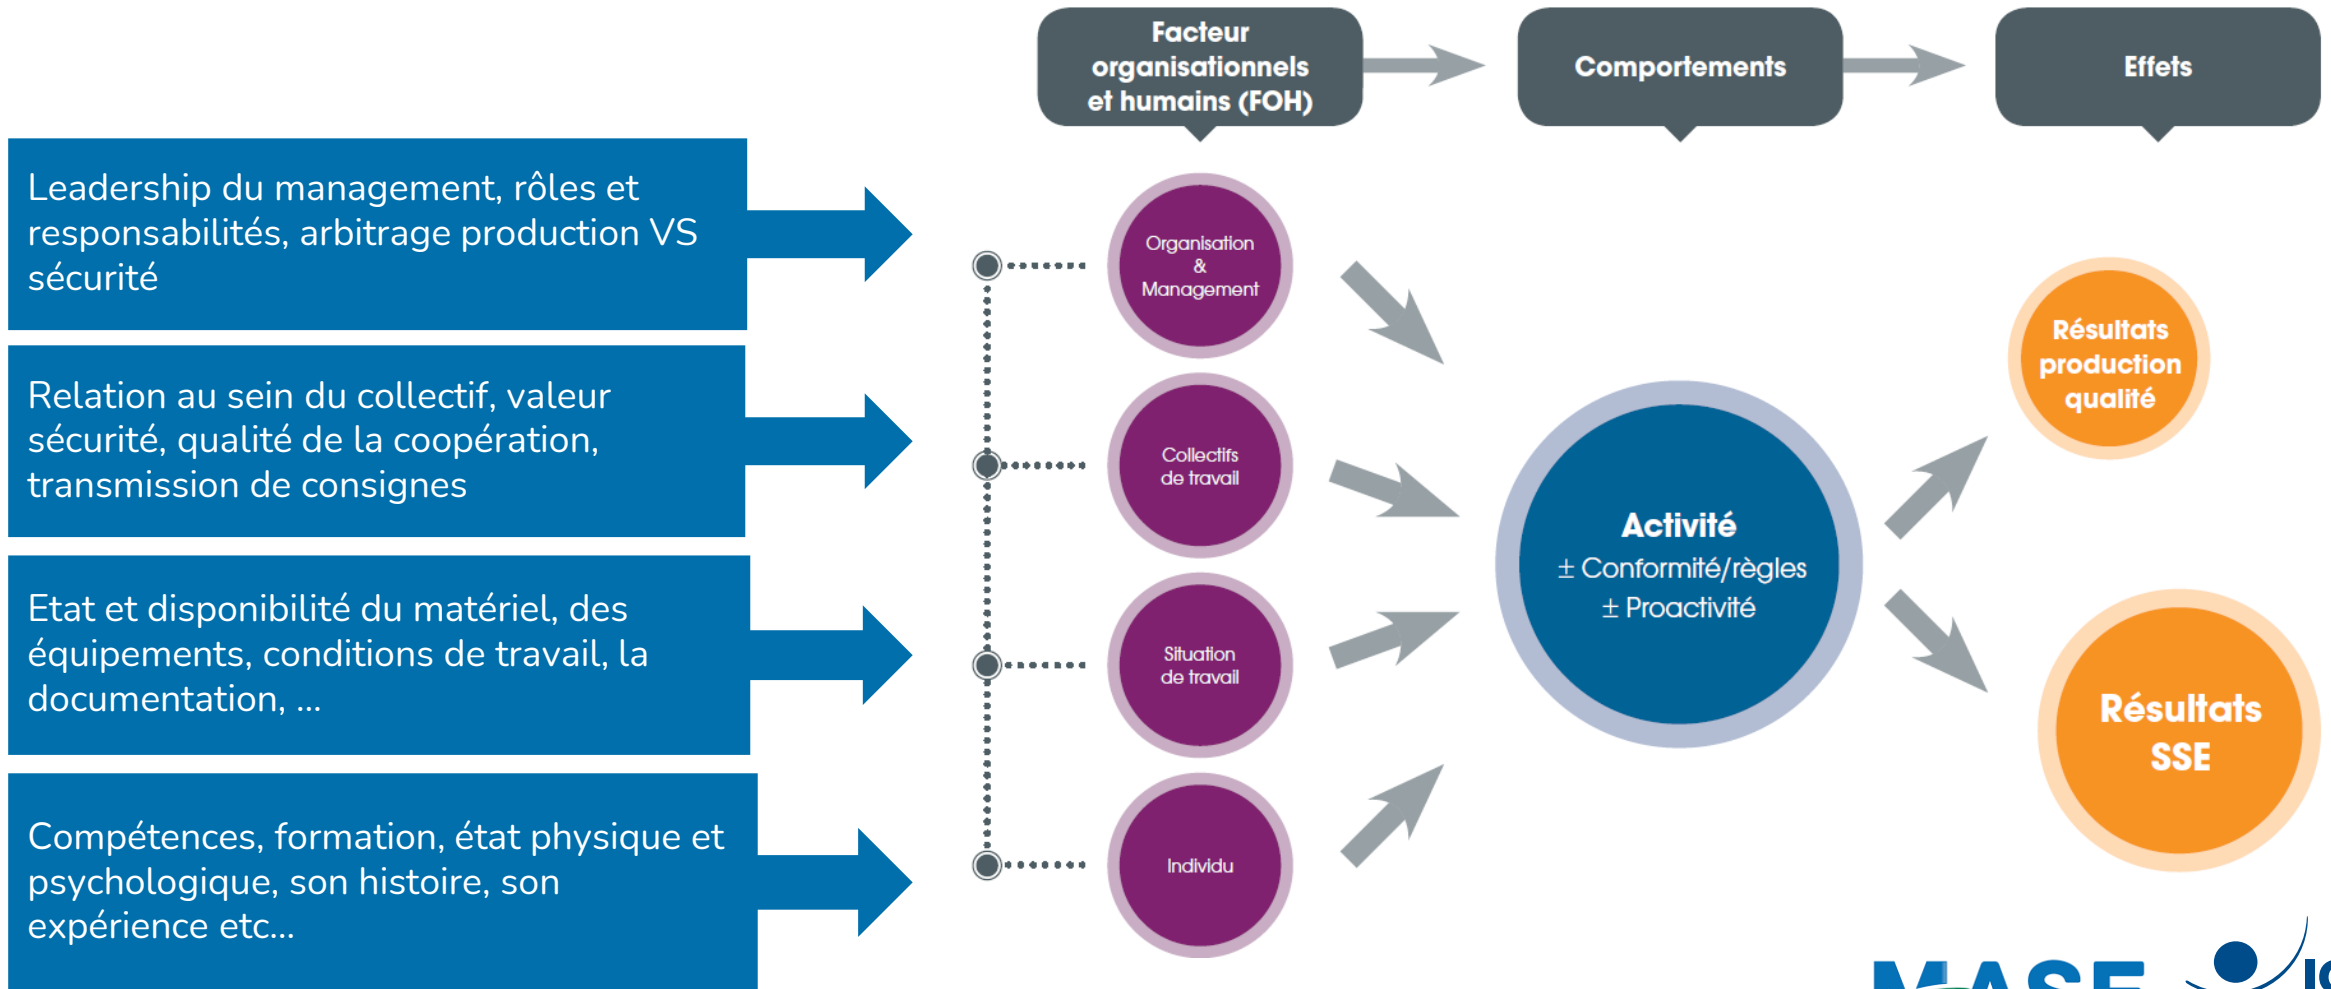 Facteur
organisationnels
et humains (FOH)
Comportements
Effets
Leadership du management, rôles et
responsabilités, arbitrage production VS
sécurité
Relation au sein du collectif, valeur
sécurité, qualité de la coopération,
transmission de consignes
Etat et disponibilité du matériel, des
équipements, conditions de travail, la
documentation, ...
Compétences, formation, état physique et
psychologique, son histoire, son
expérience etc...
Organisation
&
Management
Collectifs
de travail
Situation
de travail
Individu
Activité
± Conformité/règles
± Proactivité
Résultats
production
qualité
Résultats
SSE
MASE